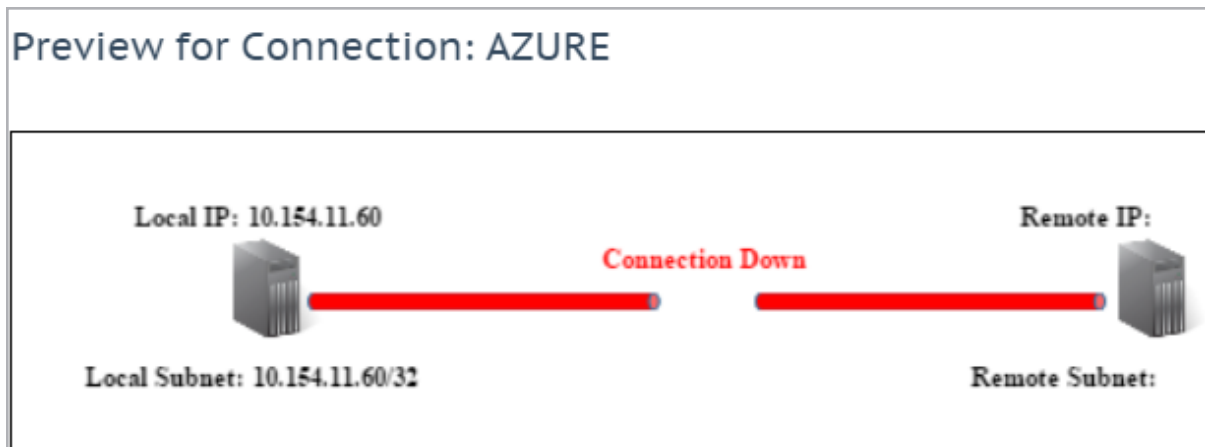 Preview for Connection: AZURE
Local IP: 10.154.11.60
Remote IP:
Connection Down
Local Subnet: 10.154.11.60/32
Remote Subnet: